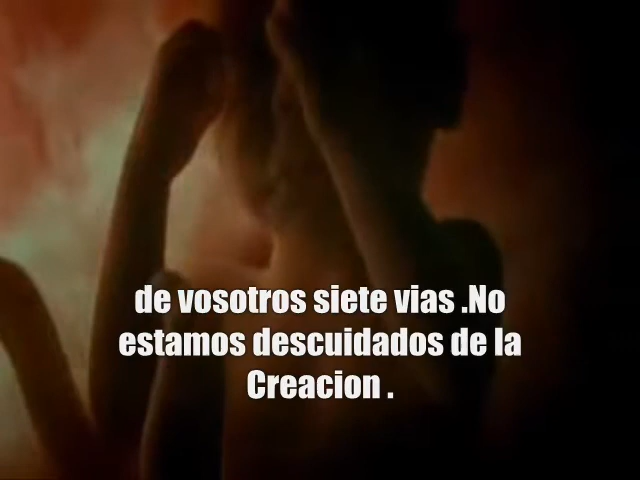 de vosotros siete vias .No
estamos descuidados de la
Creacion .